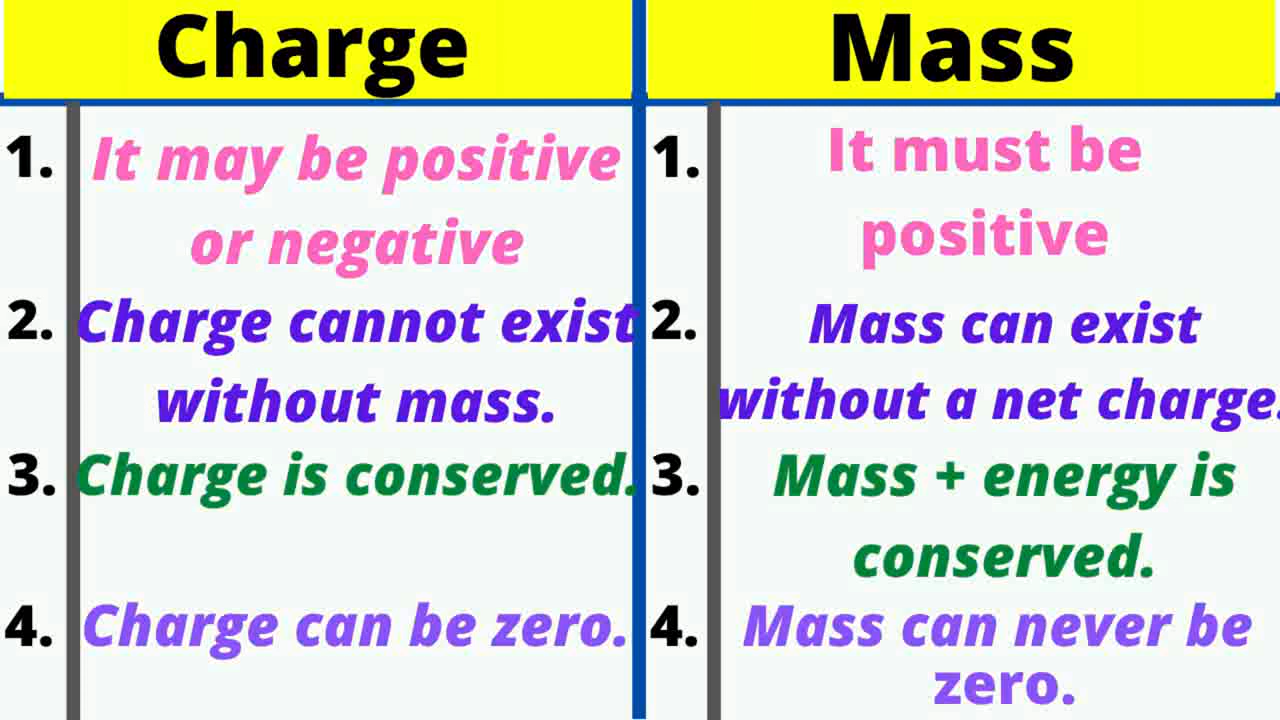 Charge
1. It may be positive
or negative
2. Charge cannot exist
without mass.
3. Charge is conserved.
4. Charge can be zero.
Mass
1. It must be
positive
2. Mass can exist
without a net charge.
3. Mass + energy is
conserved.
4. Mass can never be
zero.